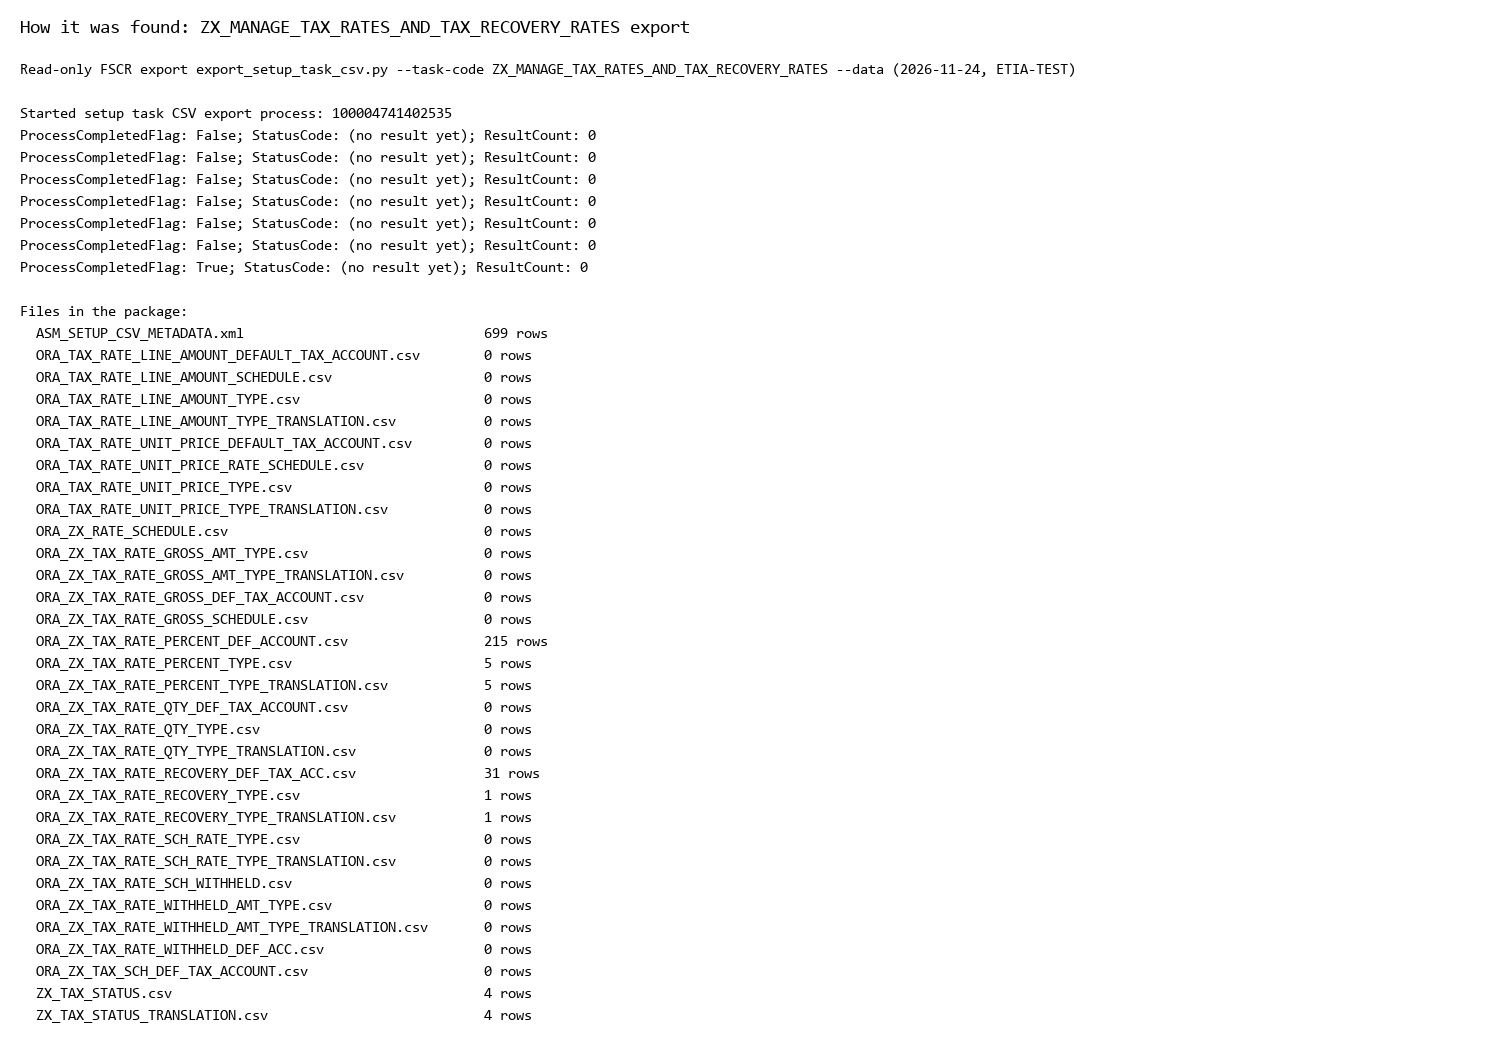 How it was found: ZX_MANAGE_TAX_RATES_AND_TAX_RECOVERY_RATES export
Read-only FSCR export export_setup_task_csv.py --task-code ZX_MANAGE_TAX_RATES_AND_TAX_RECOVERY_RATES --data (2026-11-24, ETIA-TEST)
Started setup task CSV export process: 100004741402535
ProcessCompletedFlag: False; StatusCode: (no result yet); ResultCount: 0
ProcessCompletedFlag: False; StatusCode: (no result yet); ResultCount: 0
ProcessCompletedFlag: False; StatusCode: (no result yet); ResultCount: 0
ProcessCompletedFlag: False; StatusCode: (no result yet); ResultCount: 0
ProcessCompletedFlag: False; StatusCode: (no result yet); ResultCount: 0
ProcessCompletedFlag: False; StatusCode: (no result yet); ResultCount: 0
ProcessCompletedFlag: True; StatusCode: (no result yet); ResultCount: 0
Files in the package:
ASM_SETUP_CSV_METADATA.xml 699 rows
ORA_TAX_RATE_LINE_AMOUNT_DEFAULT_TAX_ACCOUNT.csv 0 rows
ORA_TAX_RATE_LINE_AMOUNT_SCHEDULE.csv 0 rows
ORA_TAX_RATE_LINE_AMOUNT_TYPE.csv 0 rows
ORA_TAX_RATE_LINE_AMOUNT_TYPE_TRANSLATION.csv 0 rows
ORA_TAX_RATE_UNIT_PRICE_DEFAULT_TAX_ACCOUNT.csv 0 rows
ORA_TAX_RATE_UNIT_PRICE_RATE_SCHEDULE.csv 0 rows
ORA_TAX_RATE_UNIT_PRICE_TYPE.csv 0 rows
ORA_TAX_RATE_UNIT_PRICE_TYPE_TRANSLATION.csv 0 rows
ORA_ZX_RATE_SCHEDULE.csv 0 rows
ORA_ZX_TAX_RATE_GROSS_AMT_TYPE.csv 0 rows
ORA_ZX_TAX_RATE_GROSS_AMT_TYPE_TRANSLATION.csv 0 rows
ORA_ZX_TAX_RATE_GROSS_DEF_TAX_ACCOUNT.csv 0 rows
ORA_ZX_TAX_RATE_GROSS_SCHEDULE.csv 0 rows
ORA_ZX_TAX_RATE_PERCENT_DEF_ACCOUNT.csv 215 rows
ORA_ZX_TAX_RATE_PERCENT_TYPE.csv 5 rows
ORA_ZX_TAX_RATE_PERCENT_TYPE_TRANSLATION.csv 5 rows
ORA_ZX_TAX_RATE_QTY_DEF_TAX_ACCOUNT.csv 0 rows
ORA_ZX_TAX_RATE_QTY_TYPE.csv 0 rows
ORA_ZX_TAX_RATE_QTY_TYPE_TRANSLATION.csv 0 rows
ORA_ZX_TAX_RATE_RECOVERY_DEF_TAX_ACC.csv 31 rows
ORA_ZX_TAX_RATE_RECOVERY_TYPE.csv 1 rows
ORA_ZX_TAX_RATE_RECOVERY_TYPE_TRANSLATION.csv 1 rows
ORA_ZX_TAX_RATE_SCH_RATE_TYPE.csv 0 rows
ORA_ZX_TAX_RATE_SCH_RATE_TYPE_TRANSLATION.csv 0 rows
ORA_ZX_TAX_RATE_SCH_WITHHELD.csv 0 rows
ORA_ZX_TAX_RATE_WITHHELD_AMT_TYPE.csv 0 rows
ORA_ZX_TAX_RATE_WITHHELD_AMT_TYPE_TRANSLATION.csv 0 rows
ORA_ZX_TAX_RATE_WITHHELD_DEF_ACC.csv 0 rows
ORA_ZX_TAX_SCH_DEF_TAX_ACCOUNT.csv 0 rows
ZX_TAX_STATUS.csv 4 rows
ZX_TAX_STATUS_TRANSLATION.csv 4 rows